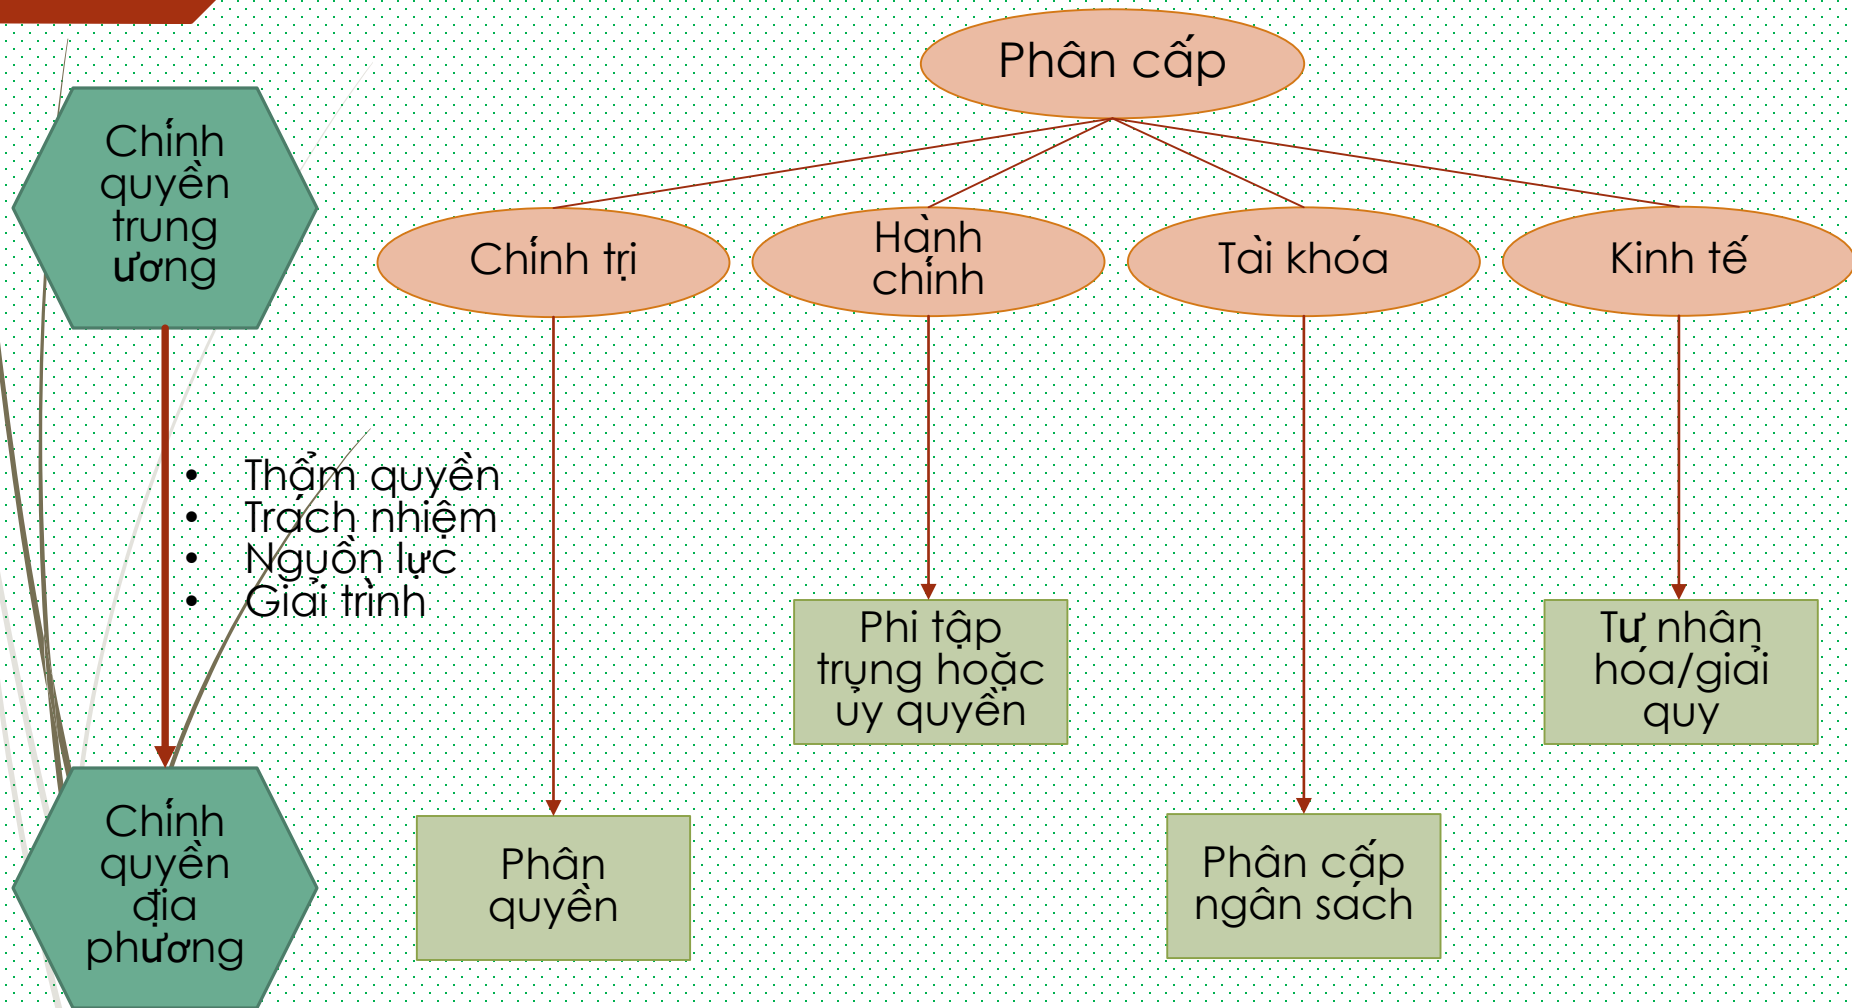 Phân cấp
Chính
quyền
trung
ương
Chính trị
Hành
chính
Tài khóa
Kinh tế
• Thẩm quyền
• Trách nhiệm
• Nguồn lực
• Giải trình
Phi tập
trung hoặc
ủy quyền
Tư nhân
hóa/giải
quy
Chính
quyền
địa
phương
Phân
quyền
Phân cấp
ngân sách